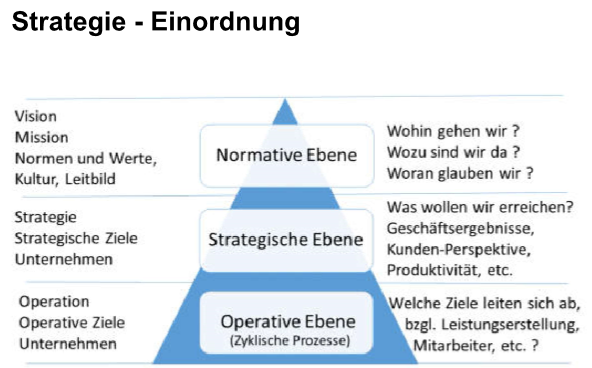 Strategie - Einordnung
Vision
Mission
Normen und Werte,
Kultur, Leitbild
Normative Ebene
Wohin gehen wir ?
Wozu sind wir da ?
Woran glauben wir ?
Strategie
Strategische Ziele
Unternehmen
Strategische Ebene
Was wollen wir erreichen?
Geschäftsergebnisse,
Kunden-Perspektive,
Produktivität, etc.
Operation
Operative Ziele
Unternehmen
Operative Ebene
(Zyklische Prozesse)
Welche Ziele leiten sich ab,
bzgl. Leistungserstellung,
Mitarbeiter, etc. ?